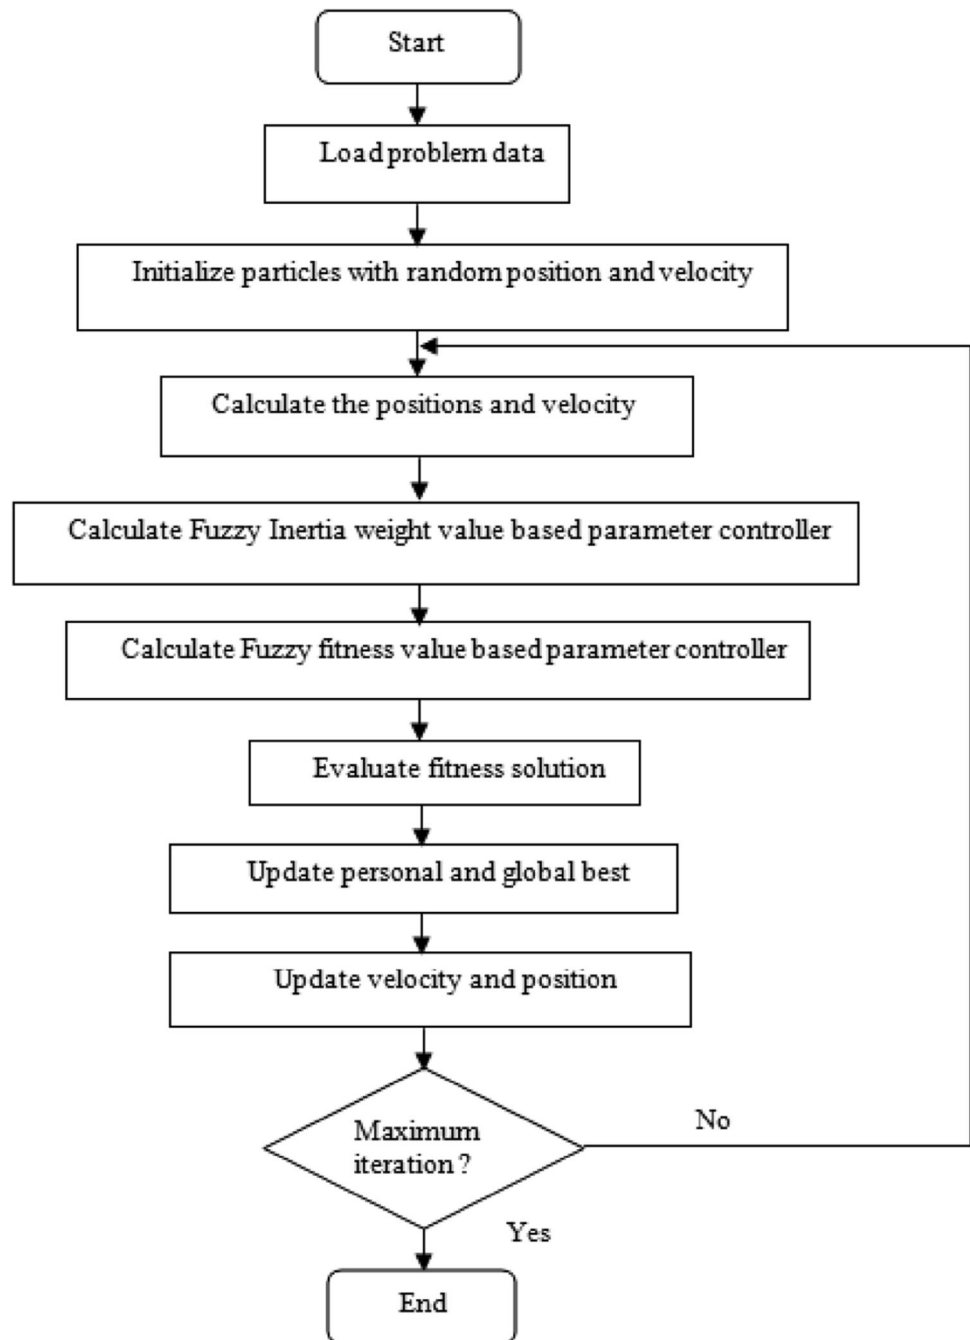 Start
Load problem data
Initialize particles with random position and velocity
Calculate the positions and velocity
Calculate Fuzzy Inertia weight value based parameter controller
Calculate Fuzzy fitness value based parameter controller
Evaluate fitness solution
Update personal and global best
Update velocity and position
Maximum
iteration ?
No
Yes
End